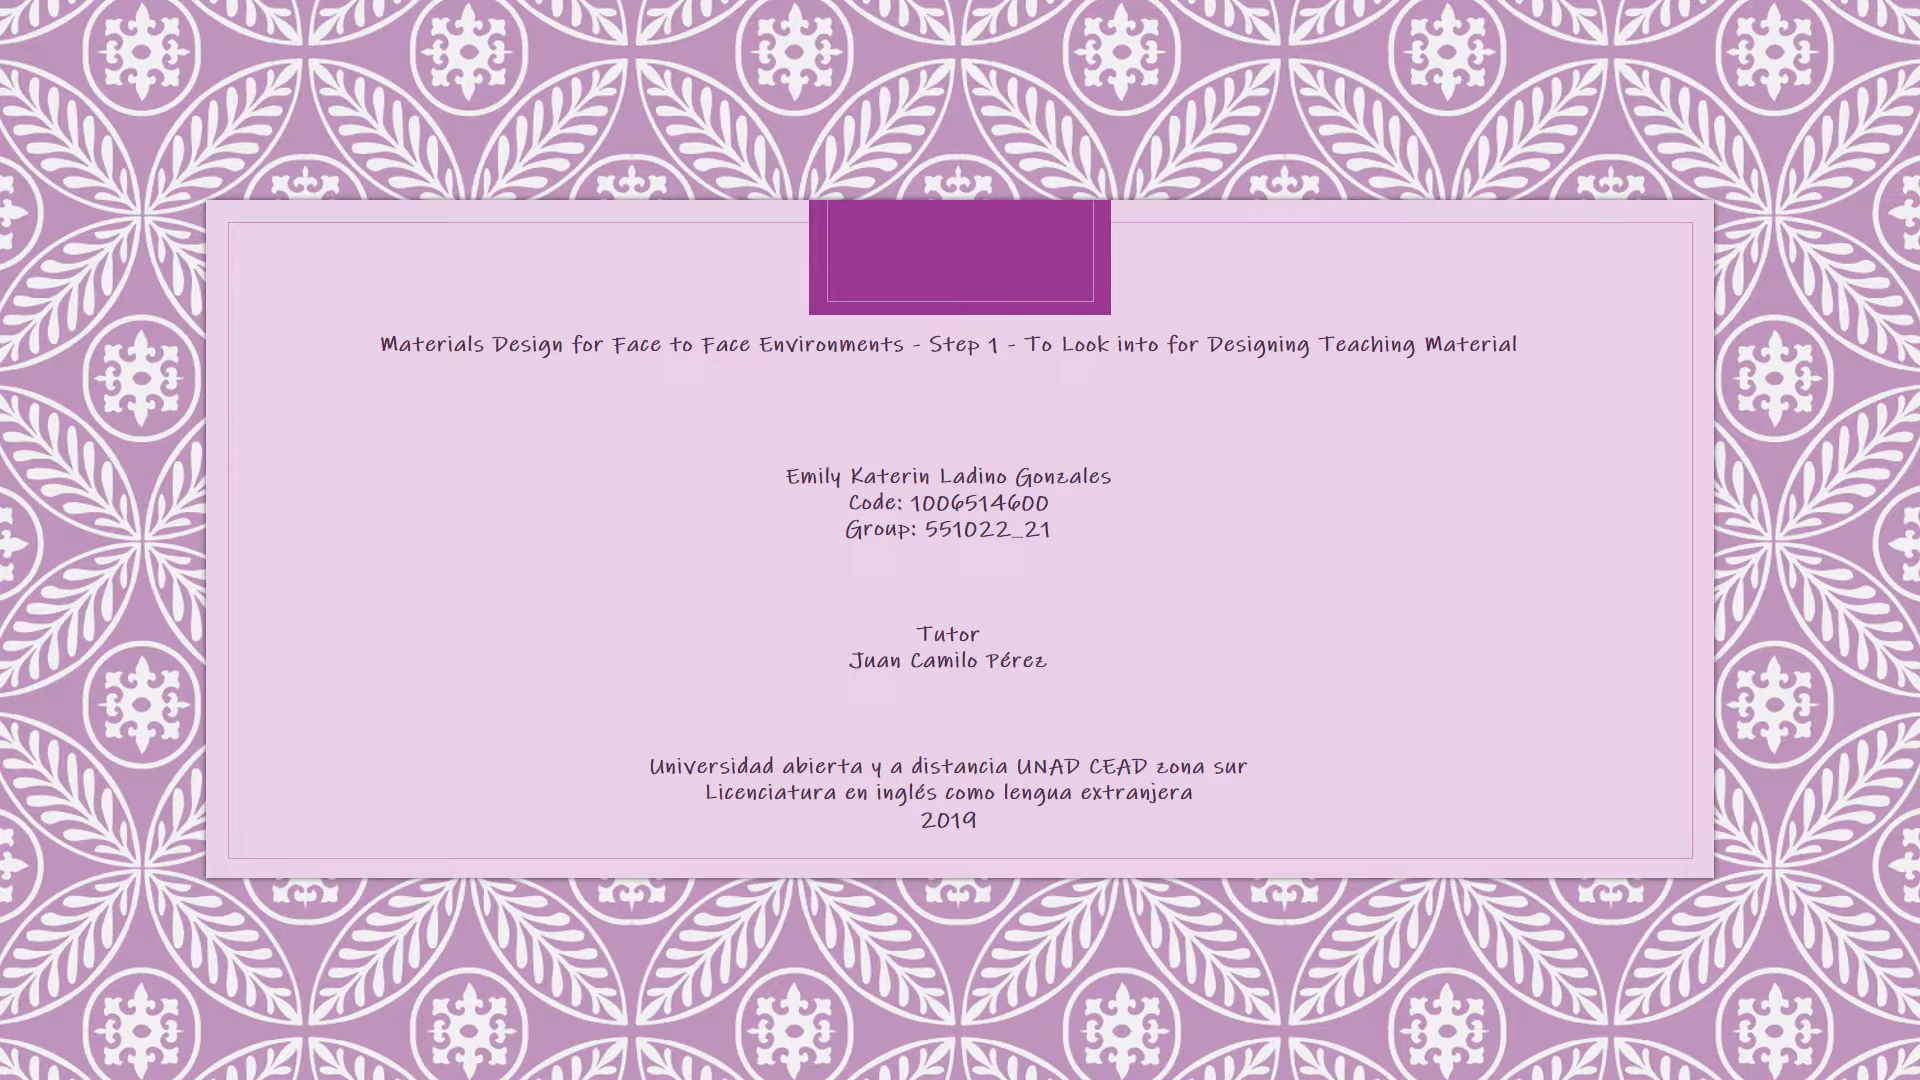 Materials Design for Face to Face Environments - Step 1 - To Look into for Designing Teaching Material
Emily Katerin Ladino Gonzales
Code: 1006514600
Group: 551022_21
Tutor
Juan Camilo Pérez
Universidad abierta y a distancia UNAD CEAD zona sur
Licenciatura en inglés como lengua extranjera
2019